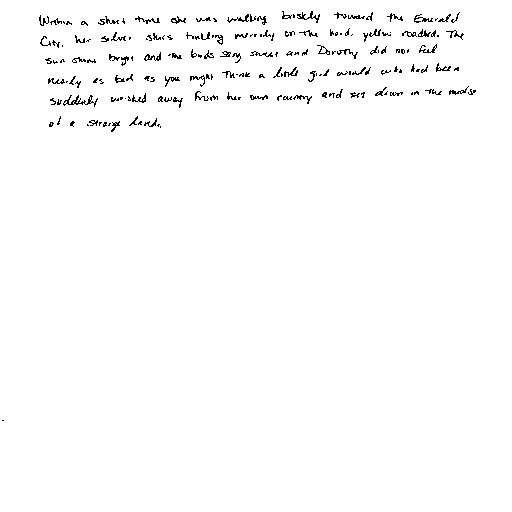 Within a short time she was walking briskly toward the Emerald
City, her silver shoes tinkling merrily on the hard, yellow roadbed. The
sun shone bright and the birds sang sweet and Dorothy did not feel
nearly as bad as you might think a little girl would who had been
suddenly whisked away from her own country and set down in the midst
of a strange land.